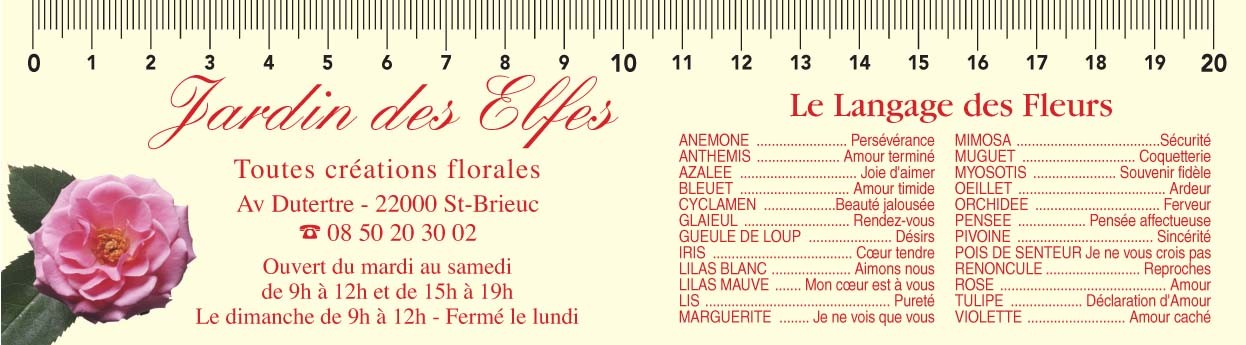 0 1 2 3 4 5 6 7 8 9 10 11 12 13 14 15 16 17 18 19 20
Jardin des Elfes
Toutes créations florales
Av Dutertre - 22000 St-Brieuc
☎ 08 50 20 30 02
Ouvert du mardi au samedi
de 9h à 12h et de 15h à 19h
Le dimanche de 9h à 12h - Fermé le lundi
Le Langage des Fleurs
ANEMONE ........................ Persévérance
ANTHEMIS ...................... Amour terminé
AZALEE ............................... Joie d'aimer
BLEUET .............................. Amour timide
CYCLAMEN ...................Beauté jalousée
GLAIEUL ............................ Rendez-vous
GUEULE DE LOUP ...................... Désirs
IRIS ..................................... Cœur tendre
LILAS BLANC ..................... Aimons nous
LILAS MAUVE ....... Mon cœur est à vous
LIS ................................................. Pureté
MARGUERITE ........ Je ne vois que vous
MIMOSA ......................................Sécurité
MUGUET .............................. Coquetterie
MYOSOTIS ...................... Souvenir fidèle
OEILLET ....................................... Ardeur
ORCHIDEE ................................. Ferveur
PENSEE ................... Pensée affectueuse
PIVOINE .................................... Sincérité
POIS DE SENTEUR Je ne vous crois pas
RENONCULE ......................... Reproches
ROSE ............................................ Amour
TULIPE ................... Déclaration d'Amour
VIOLETTE .......................... Amour caché